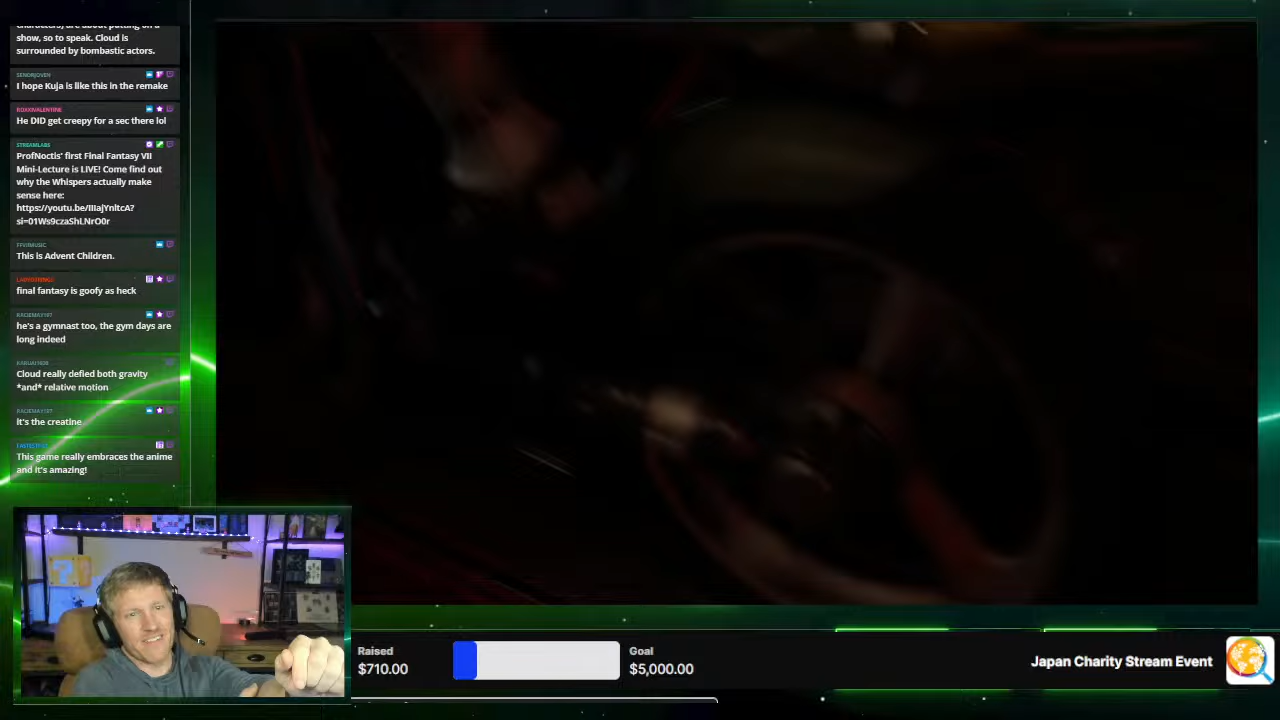 show, so to speak. Cloud is
surrounded by bombastic actors.
SENORJOVEN
I hope Kuja is like this in the remake
He DID get creepy for a sec there lol
STREAMLABS
ProfNoctis' first Final Fantasy VII
Mini-Lecture is LIVE! Come find out
why the Whispers actually make
sense here:
FFVIIMUSIC
This is Advent Children.
final fantasy is goofy as heck
he's a gymnast too, the gym days are
long indeed
Cloud really defied both gravity
*and* relative motion
it's the creatine
This game really embraces the anime
and it's amazing!
Raised
$710.00
Goal
$5,000.00
Japan Charity Stream Event